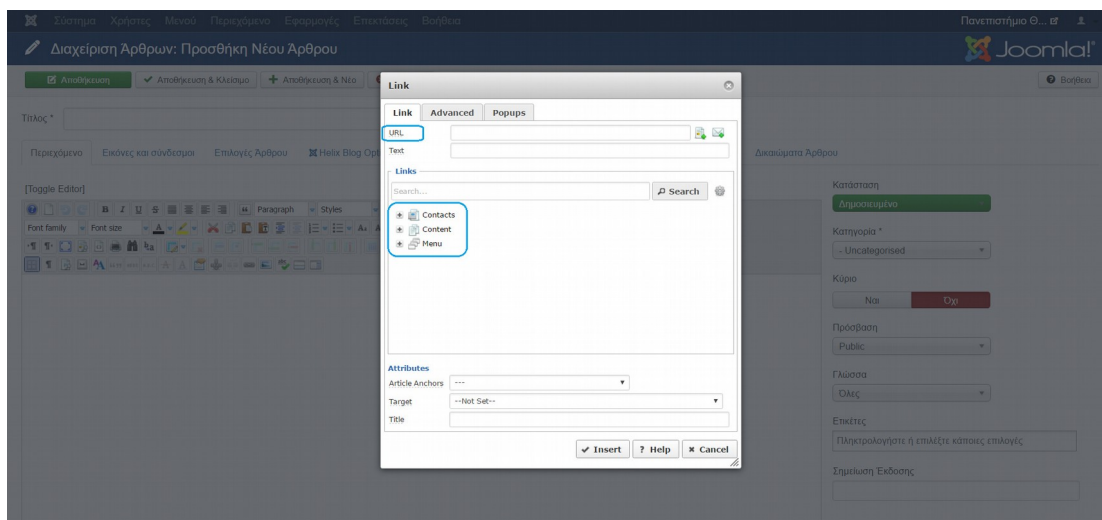 Σύστημα Χρήστες Μενού Περιεχόμενο Εφαρμογές Επεκτάσεις Βοήθεια Πανεπιστήμιο Θ...
Διαχείριση Άρθρων: Προσθήκη Νέου Άρθρου Joomla!
Αποθήκευση Αποθήκευση & Κλείσιμο Αποθήκευση & Νέο Βοήθεια
Link
Link Advanced Popups
Τίτλος *
URL
Text
Περιεχόμενο Εικόνες και σύνδεσμοι Επιλογές Άρθρου Helix Blog Opt Δικαιώματα Άρθρου
Links
[Toggle Editor]
Search... Search
Κατάσταση
Δημοσιευμένο
Paragraph Styles
Font family Font size
Contacts
Content
Menu
Κατηγορία *
- Uncategorised
Κύριο
Ναι Όχι
Πρόσβαση
Public
Γλώσσα
Όλες
Attributes
Article Anchors ---
Target --Not Set--
Title
Ετικέτες
Πληκτρολογήστε ή επιλέξτε κάποιες επιλογές
Insert ? Help Cancel
Σημείωση Έκδοσης